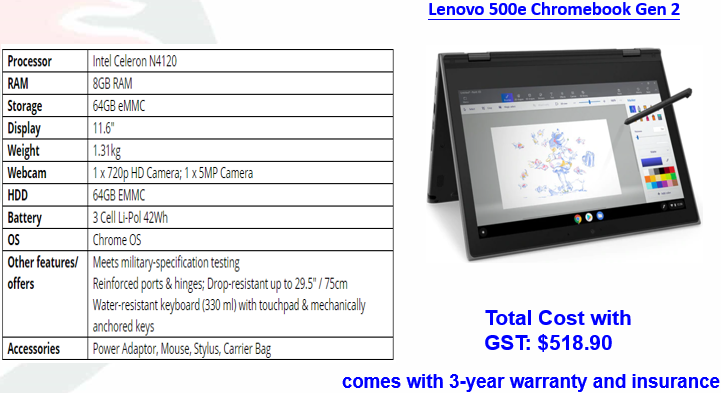 Lenovo 500e Chromebook Gen 2
Processor Intel Celeron N4120
RAM 8GB RAM
Storage 64GB eMMC
Display 11.6"
Weight 1.31kg
Webcam 1 x 720p HD Camera; 1 x 5MP Camera
HDD 64GB EMMC
Battery 3 Cell Li-Pol 42Wh
OS Chrome OS
Other features/ Meets military-specification testing
offers Reinforced ports & hinges; Drop-resistant up to 29.5" / 75cm
Water-resistant keyboard (330 ml) with touchpad & mechanically
anchored keys
Accessories Power Adaptor, Mouse, Stylus, Carrier Bag
Total Cost with
GST: $518.90
comes with 3-year warranty and insurance